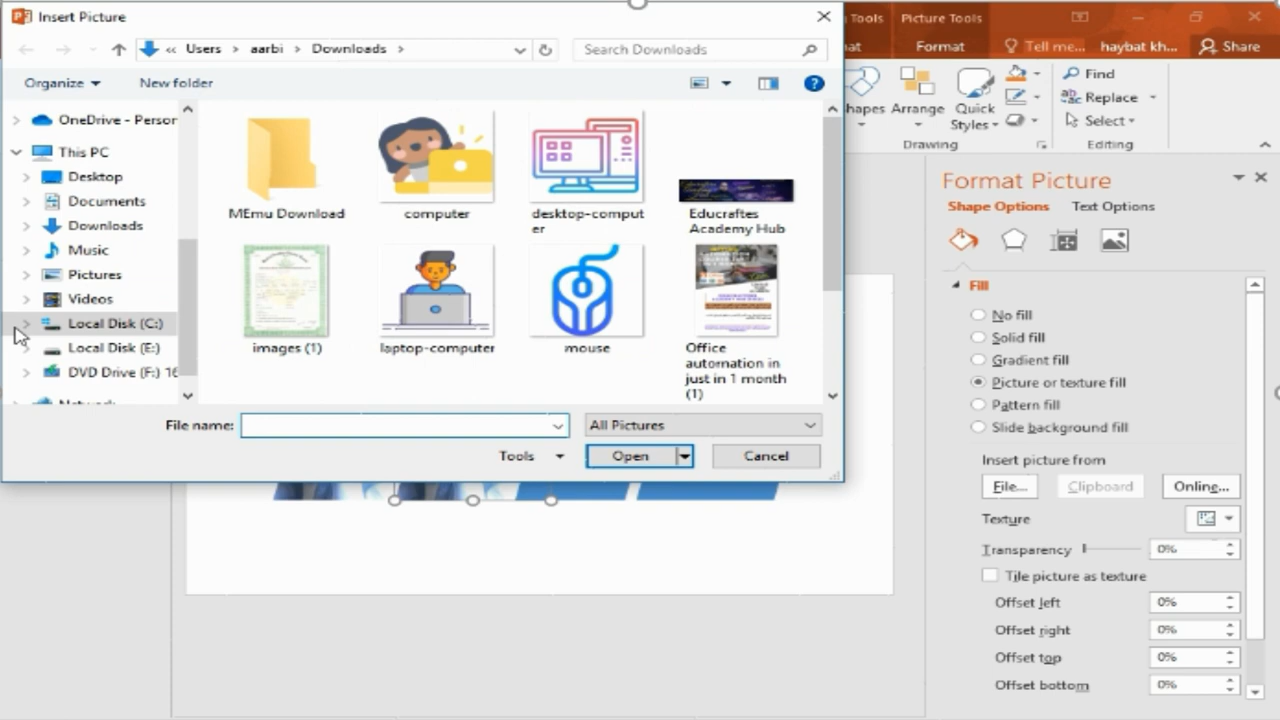 Insert Picture
« Users > aarbi > Downloads >
Search Downloads
Organize
New folder
OneDrive - Person
This PC
Desktop
Documents
Downloads
Music
Pictures
Videos
Local Disk (C:)
Local Disk (E:)
DVD Drive (F:) 16
Network
MEmu Download
computer
desktop-comput
er
Educraftes
Academy Hub
images (1)
laptop-computer
mouse
Office
automation in
just in 1 month
(1)
File name:
All Pictures
Tools
Open
Cancel
Tools
Picture Tools
Format
Tell me...
haybat kh...
Share
Shapes
Arrange
Quick
Styles
Drawing
Find
Replace
Select
Editing
Format Picture
Shape Options
Text Options
Fill
No fill
Solid fill
Gradient fill
Picture or texture fill
Pattern fill
Slide background fill
Insert picture from
File...
Clipboard
Online...
Texture
Transparency
0%
Tile picture as texture
Offset left
0%
Offset right
0%
Offset top
0%
Offset bottom
0%